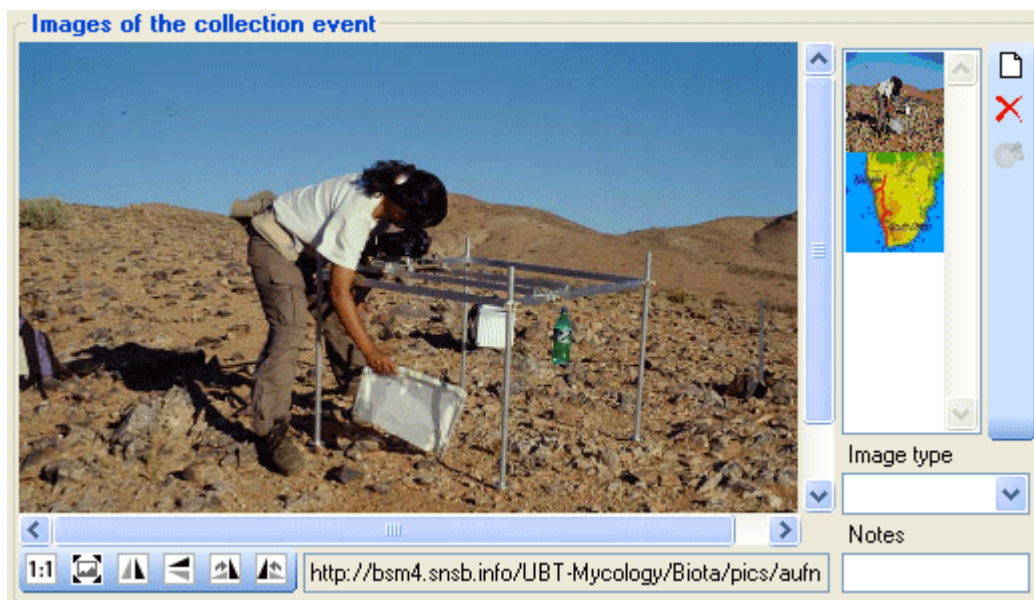 Images of the collection event
Image type
Notes
1:1
http://bsm4.snsb.info/UBT-Mycology/Biota/pics/aufn